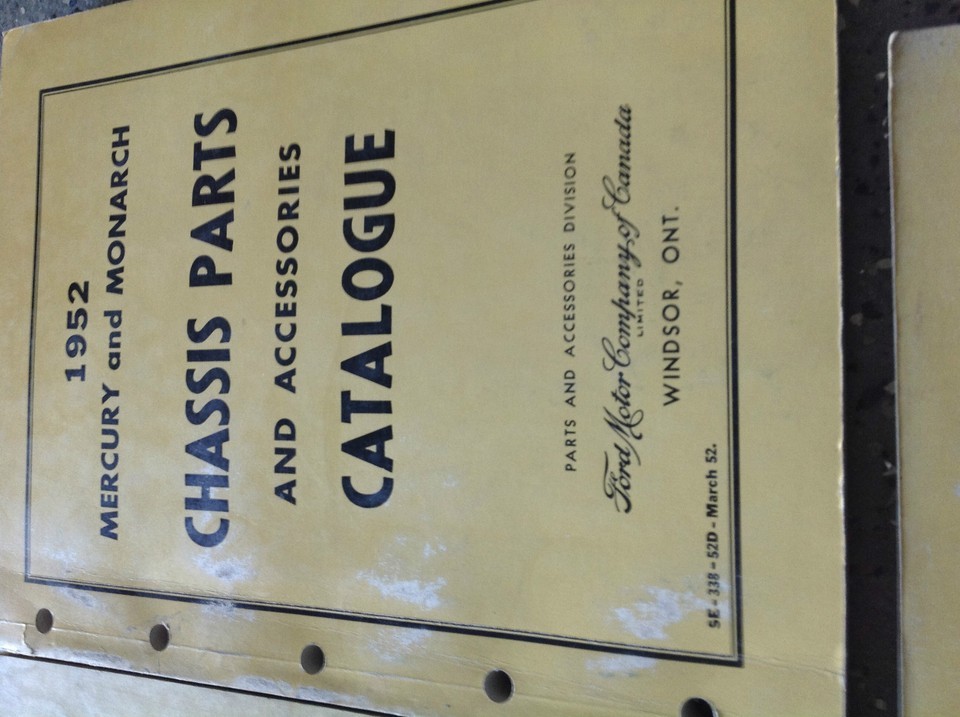 1952
MERCURY and MONARCH
CHASSIS PARTS
AND ACCESSORIES
CATALOGUE
PARTS AND ACCESSORIES DIVISION
Ford Motor Company of Canada
LIMITED
WINDSOR, ONT.
SE-338-52D-March 52.